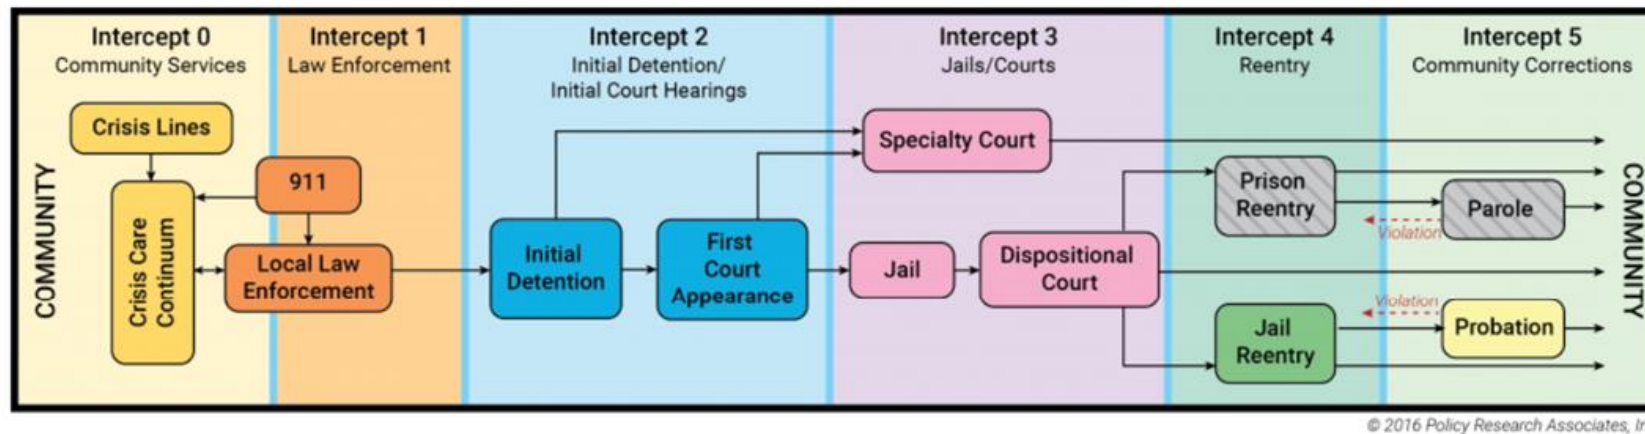 Intercept 0
Community Services
Intercept 1
Law Enforcement
Intercept 2
Initial Detention/
Initial Court Hearings
Intercept 3
Jails/Courts
Intercept 4
Reentry
Intercept 5
Community Corrections
COMMUNITY
Crisis Lines
Crisis Care
Continuum
911
Local Law
Enforcement
Initial
Detention
First
Court
Appearance
Specialty Court
Jail
Dispositional
Court
Prison
Reentry
Parole
Violation
Violation
Jail
Reentry
Probation
COMMUNITY
© 2016 Policy Research Associates,